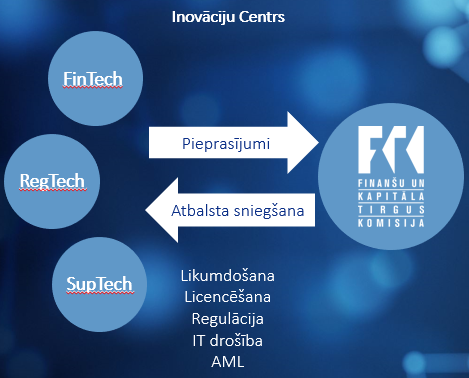 Inovāciju Centrs
FinTech
RegTech
SupTech
Pieprasījumi
Atbalsta sniegšana
FKTK
FINANŠU UN
KAPITĀLA
TIRGUS
KOMISIJA
Likumdošana
Licencēšana
Regulācija
IT drošība
AML